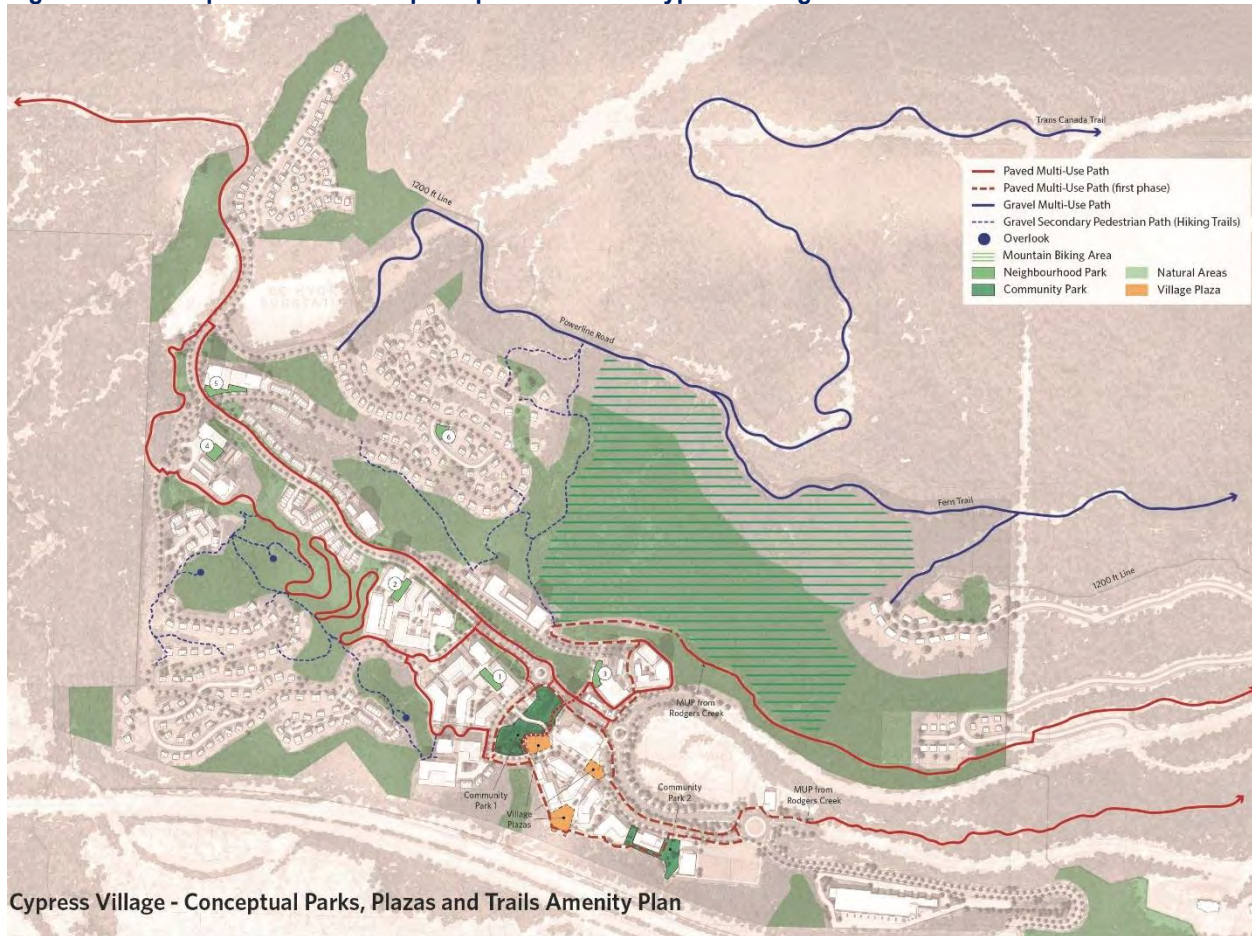 Trans Canada Trail
1200 ft Line
Paved Multi-Use Path
Paved Multi-Use Path (first phase)
Gravel Multi-Use Path
Gravel Secondary Pedestrian Path (Hiking Trails)
Overlook
Mountain Biking Area
Neighbourhood Park
Natural Areas
Community Park
Village Plaza
BC HYDRO
SUBSTATION
Powerline Road
5
6
4
Fern Trail
1200 ft Line
2
1
3
MUP from
Rodgers Creek
Community
Park 1
Village
Plazas
Community
Park 2
MUP from
Rodgers Creek
Cypress Village - Conceptual Parks, Plazas and Trails Amenity Plan